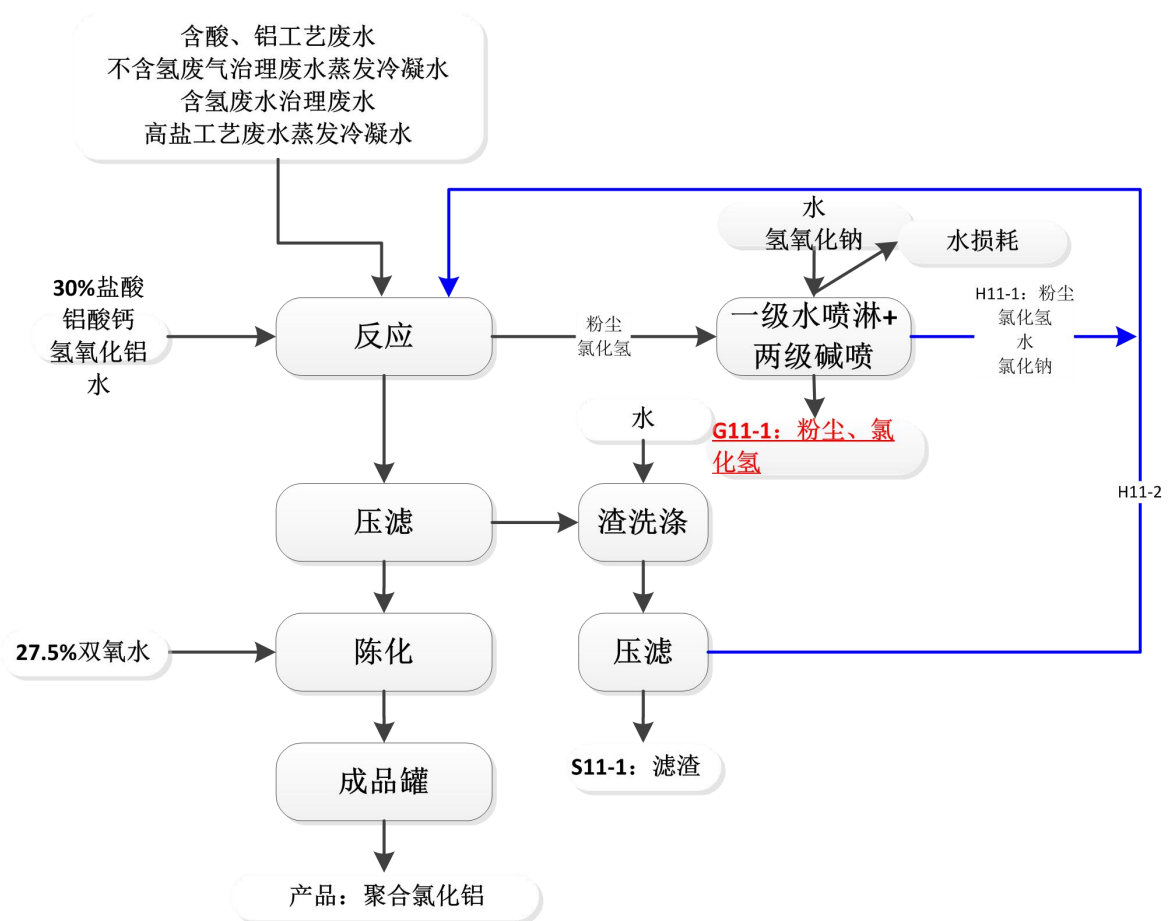 含酸、铝工艺废水
不含氢废气治理废水蒸发冷凝水
含氢废水治理废水
高盐工艺废水蒸发冷凝水
水
氢氧化钠
水损耗
30%盐酸
铝酸钙
氢氧化铝
水
反应
粉尘
氯化氢
一级水喷淋+
两级碱喷
H11-1：粉尘
氯化氢
水
氯化钠
水
G11-1：粉尘、氯
化氢
H11-2
压滤
渣洗涤
27.5%双氧水
陈化
压滤
成品罐
S11-1：滤渣
产品：聚合氯化铝